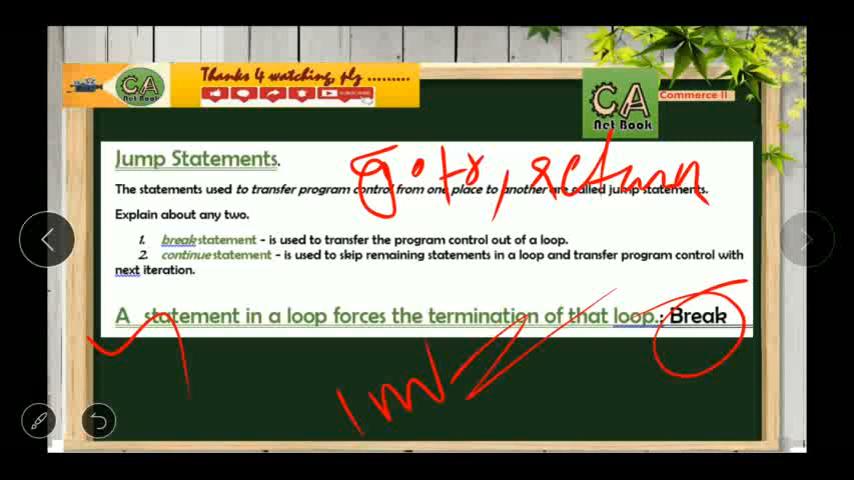 Thanks 4 watching, plz .........
SUBSCRIBE
CA
Net Book
CA
Net Book
Commerce II
Jump Statements.
goto, return
The statements used to transfer program control from one place to another are called jump statements.
Explain about any two.
1. break statement - is used to transfer the program control out of a loop.
2. continue statement - is used to skip remaining statements in a loop and transfer program control with
next iteration.
A statement in a loop forces the termination of that loop.: Break
1m